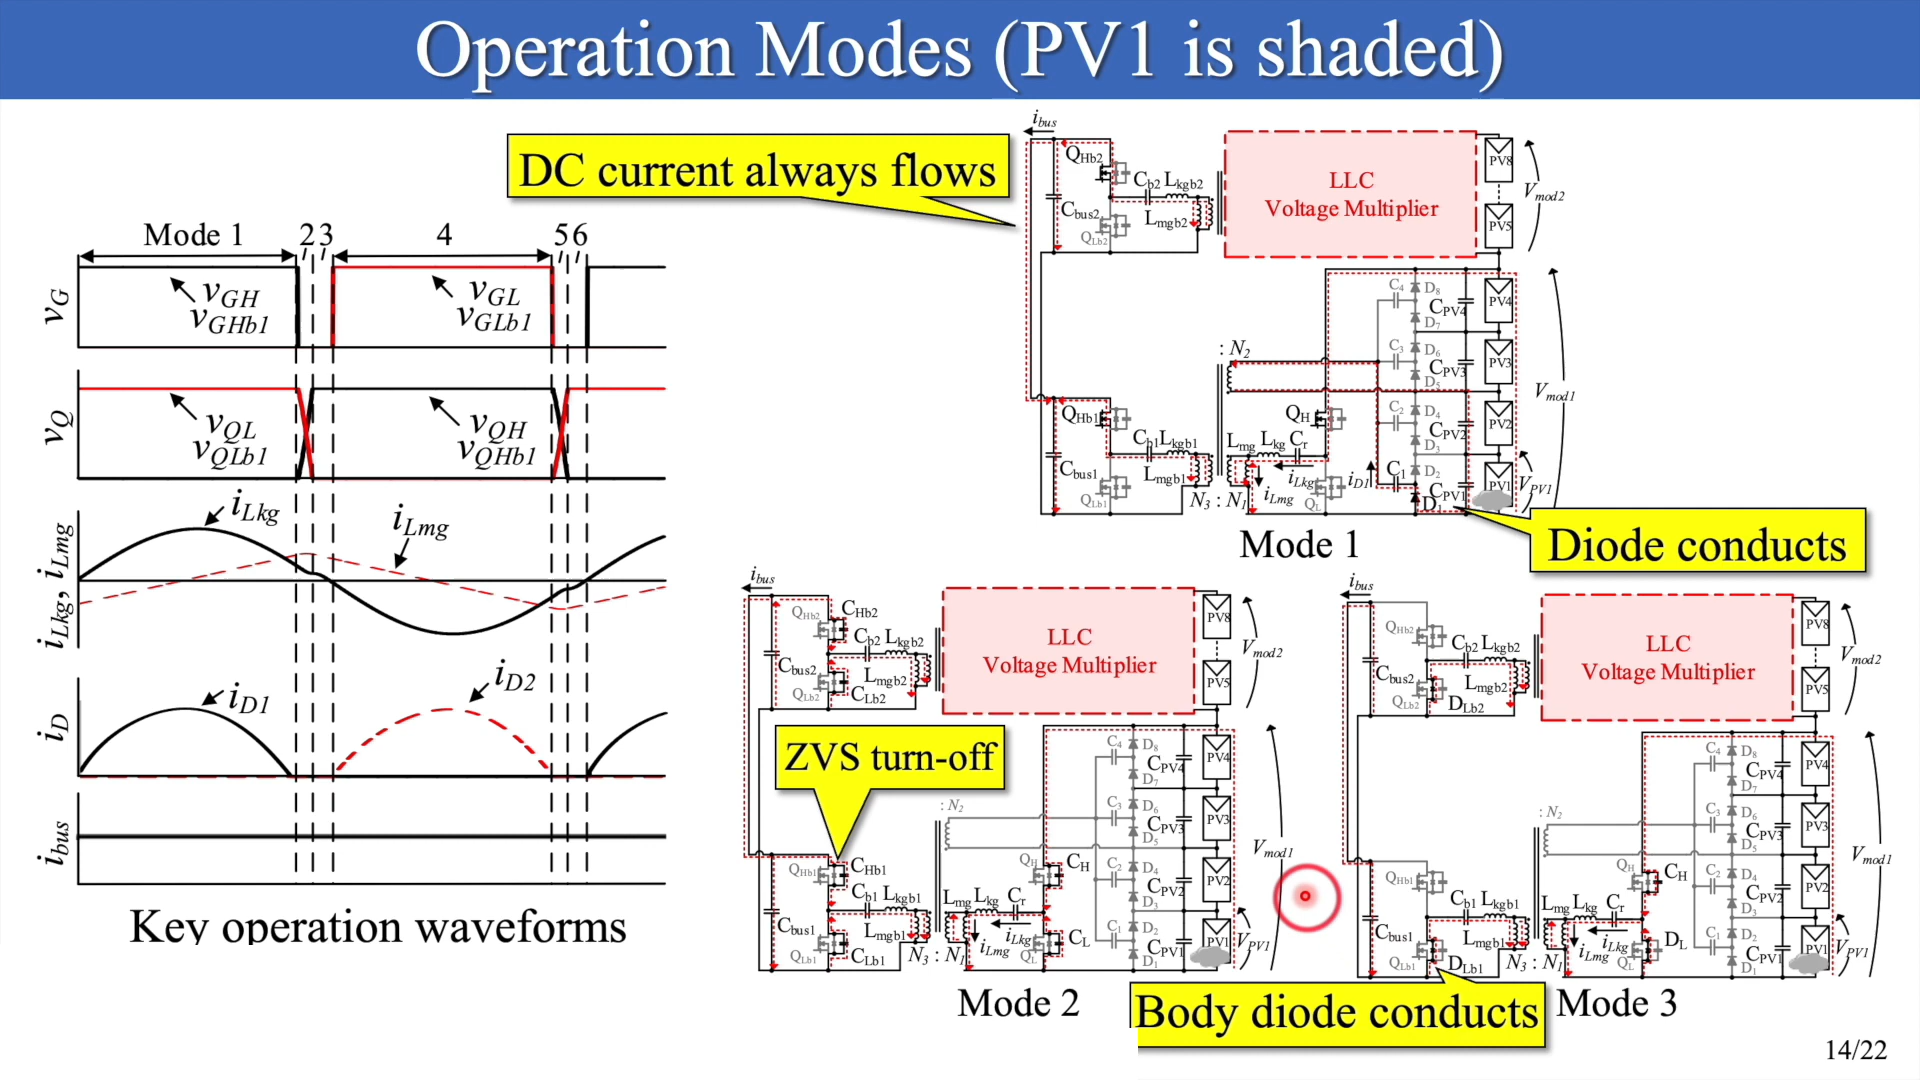 Operation Modes (PV1 is shaded)
DC current always flows
Mode 1
2
3
4
5
6
v_G
v_GH
v_GHb1
v_GL
v_GLb1
v_Q
v_QL
v_QLb1
v_QH
v_QHb1
i_Lkg, i_Lmg
i_Lkg
i_Lmg
i_D
i_D1
i_D2
i_bus
Key operation waveforms
i_bus
Q_Hb2
C_b2 L_kgb2
C_bus2
L_mgb2
Q_Lb2
LLC
Voltage Multiplier
PV8
PV5
V_mod2
: N_2
Q_Hb1
C_b1 L_kgb1
C_bus1
L_mgb1
Q_Lb1
N_3 : N_1
L_mg L_kg C_r
i_Lkg
i_Lmg
Q_H
Q_L
i_D1
C_4 D_8
C_PV4
D_7
PV4
C_3 D_6
C_PV3
D_5
PV3
C_2 D_4
C_PV2
D_3
PV2
C_1 D_2
C_PV1
D_1
PV1
V_PV1
V_mod1
Mode 1
Diode conducts
i_bus
Q_Hb2
C_Hb2
C_b2 L_kgb2
C_bus2
L_mgb2
Q_Lb2
C_Lb2
LLC
Voltage Multiplier
PV8
PV5
V_mod2
ZVS turn-off
: N_2
Q_Hb1
C_Hb1
C_b1 L_kgb1
C_bus1
L_mgb1
Q_Lb1
C_Lb1
N_3 : N_1
L_mg L_kg C_r
i_Lkg
i_Lmg
Q_H
C_H
C_L
Q_L
C_4 D_8
C_PV4
D_7
PV4
C_3 D_6
C_PV3
D_5
PV3
C_2 D_4
C_PV2
D_3
PV2
C_1 D_2
C_PV1
D_1
PV1
V_PV1
V_mod1
Mode 2
i_bus
Q_Hb2
C_b2 L_kgb2
C_bus2
L_mgb2
Q_Lb2
D_Lb2
LLC
Voltage Multiplier
PV8
PV5
V_mod2
: N_2
Q_Hb1
C_b1 L_kgb1
C_bus1
L_mgb1
Q_Lb1
D_Lb1
N_3 : N_1
L_mg L_kg C_r
i_Lkg
i_Lmg
Q_H
C_H
D_L
Q_L
C_4 D_8
C_PV4
D_7
PV4
C_3 D_6
C_PV3
D_5
PV3
C_2 D_4
C_PV2
D_3
PV2
C_1 D_2
C_PV1
D_1
PV1
V_PV1
V_mod1
Body diode conducts
Mode 3
14/22